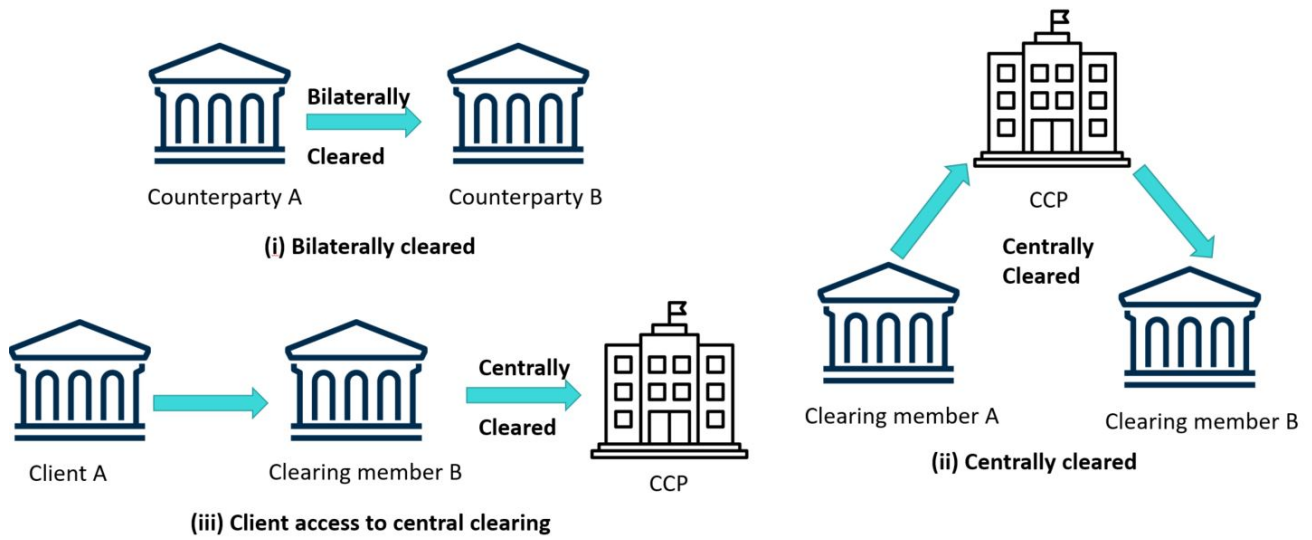 Bilaterally
Cleared
Counterparty A
Counterparty B
(i) Bilaterally cleared
CCP
Centrally
Cleared
Clearing member A
Clearing member B
(ii) Centrally cleared
Centrally
Cleared
Client A
Clearing member B
CCP
(iii) Client access to central clearing